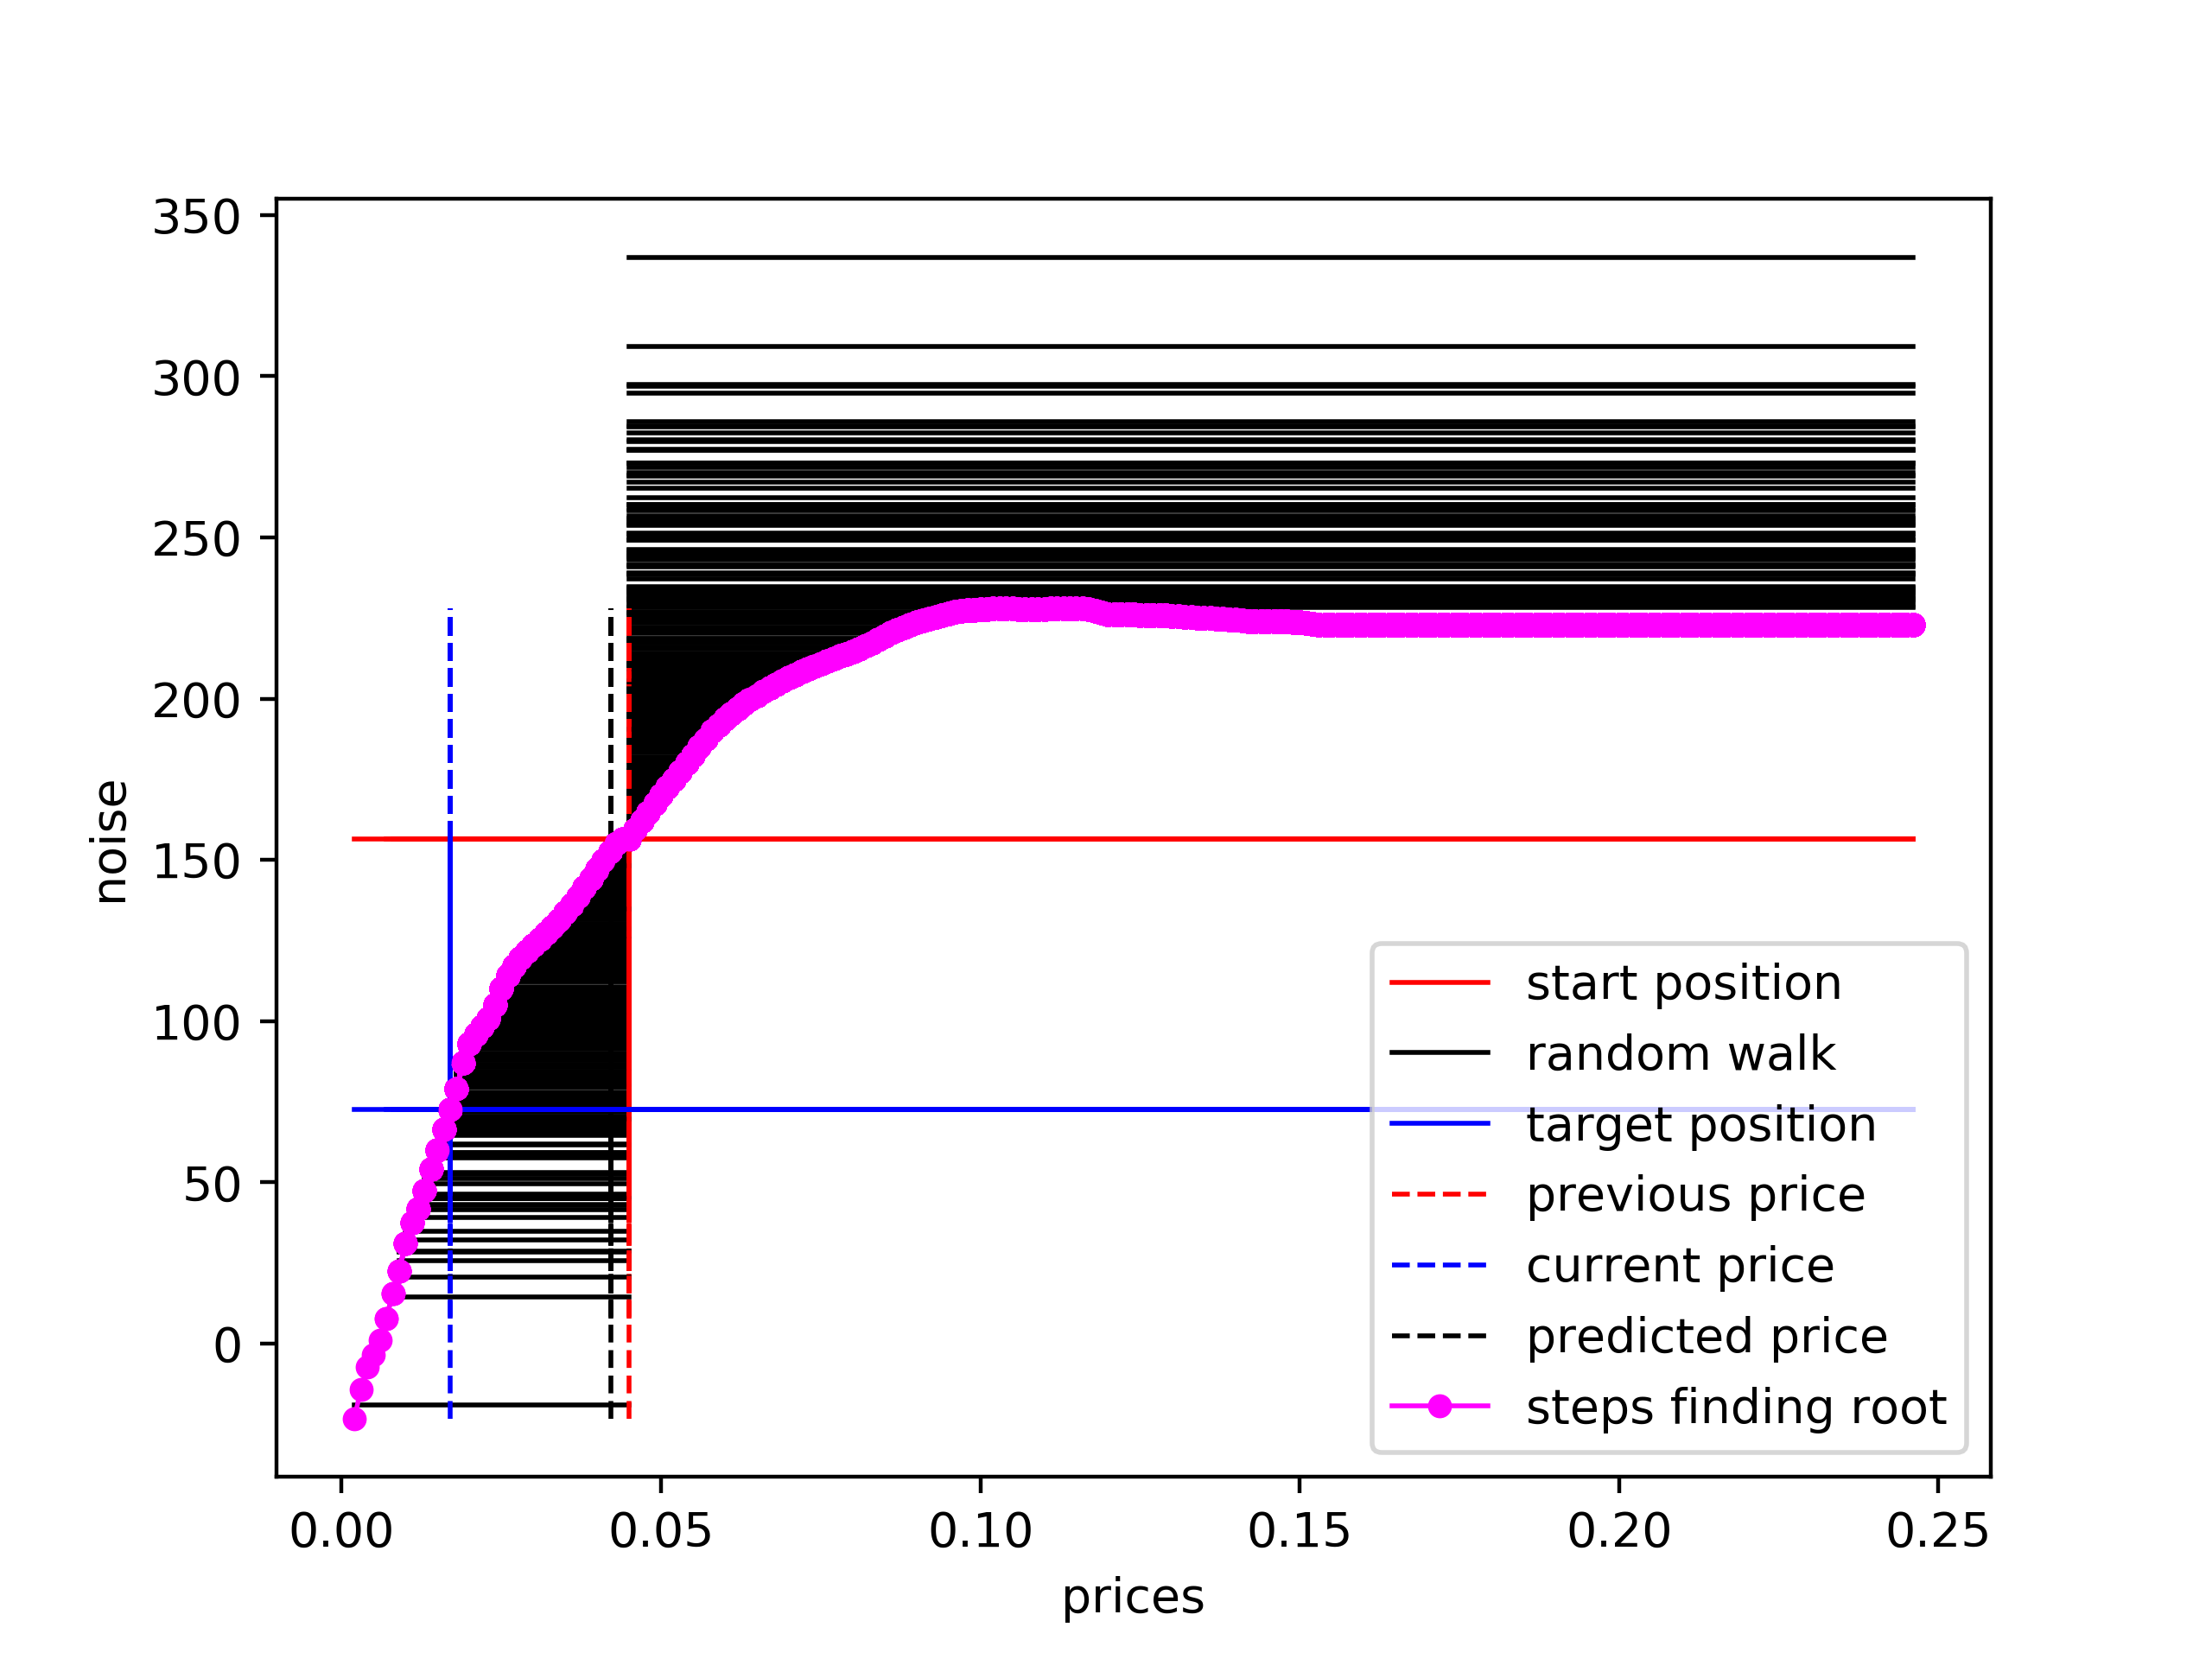 350
300
250
200
150
100
50
0
noise
start position
random walk
target position
previous price
current price
predicted price
steps finding root
0.00 0.05 0.10 0.15 0.20 0.25
prices